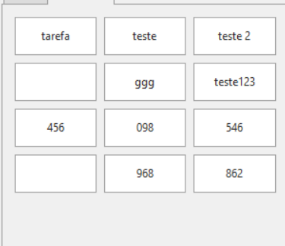 tarefa teste teste 2
ggg teste123
456 098 546
968 862